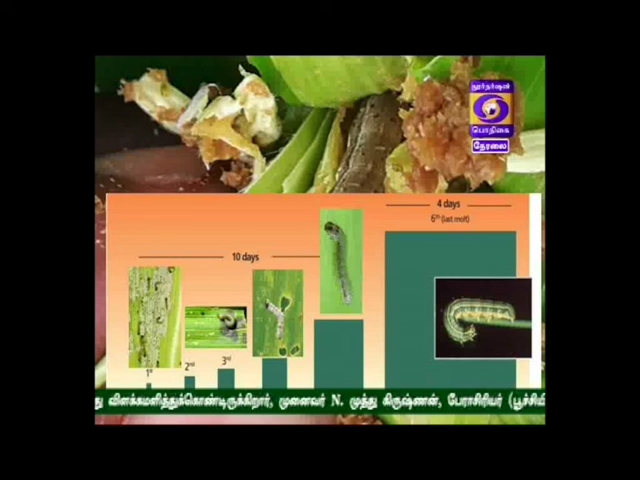 தூர்தர்ஷன்
பொதிகை
நேரலை
4 days
6th (last molt)
10 days
1st
2nd
3rd
து விளக்கமளித்துக்கொண்டிருக்கிறார், முனைவர் N. முத்து கிருஷ்ணன், பேராசிரியர் (பூச்சியி